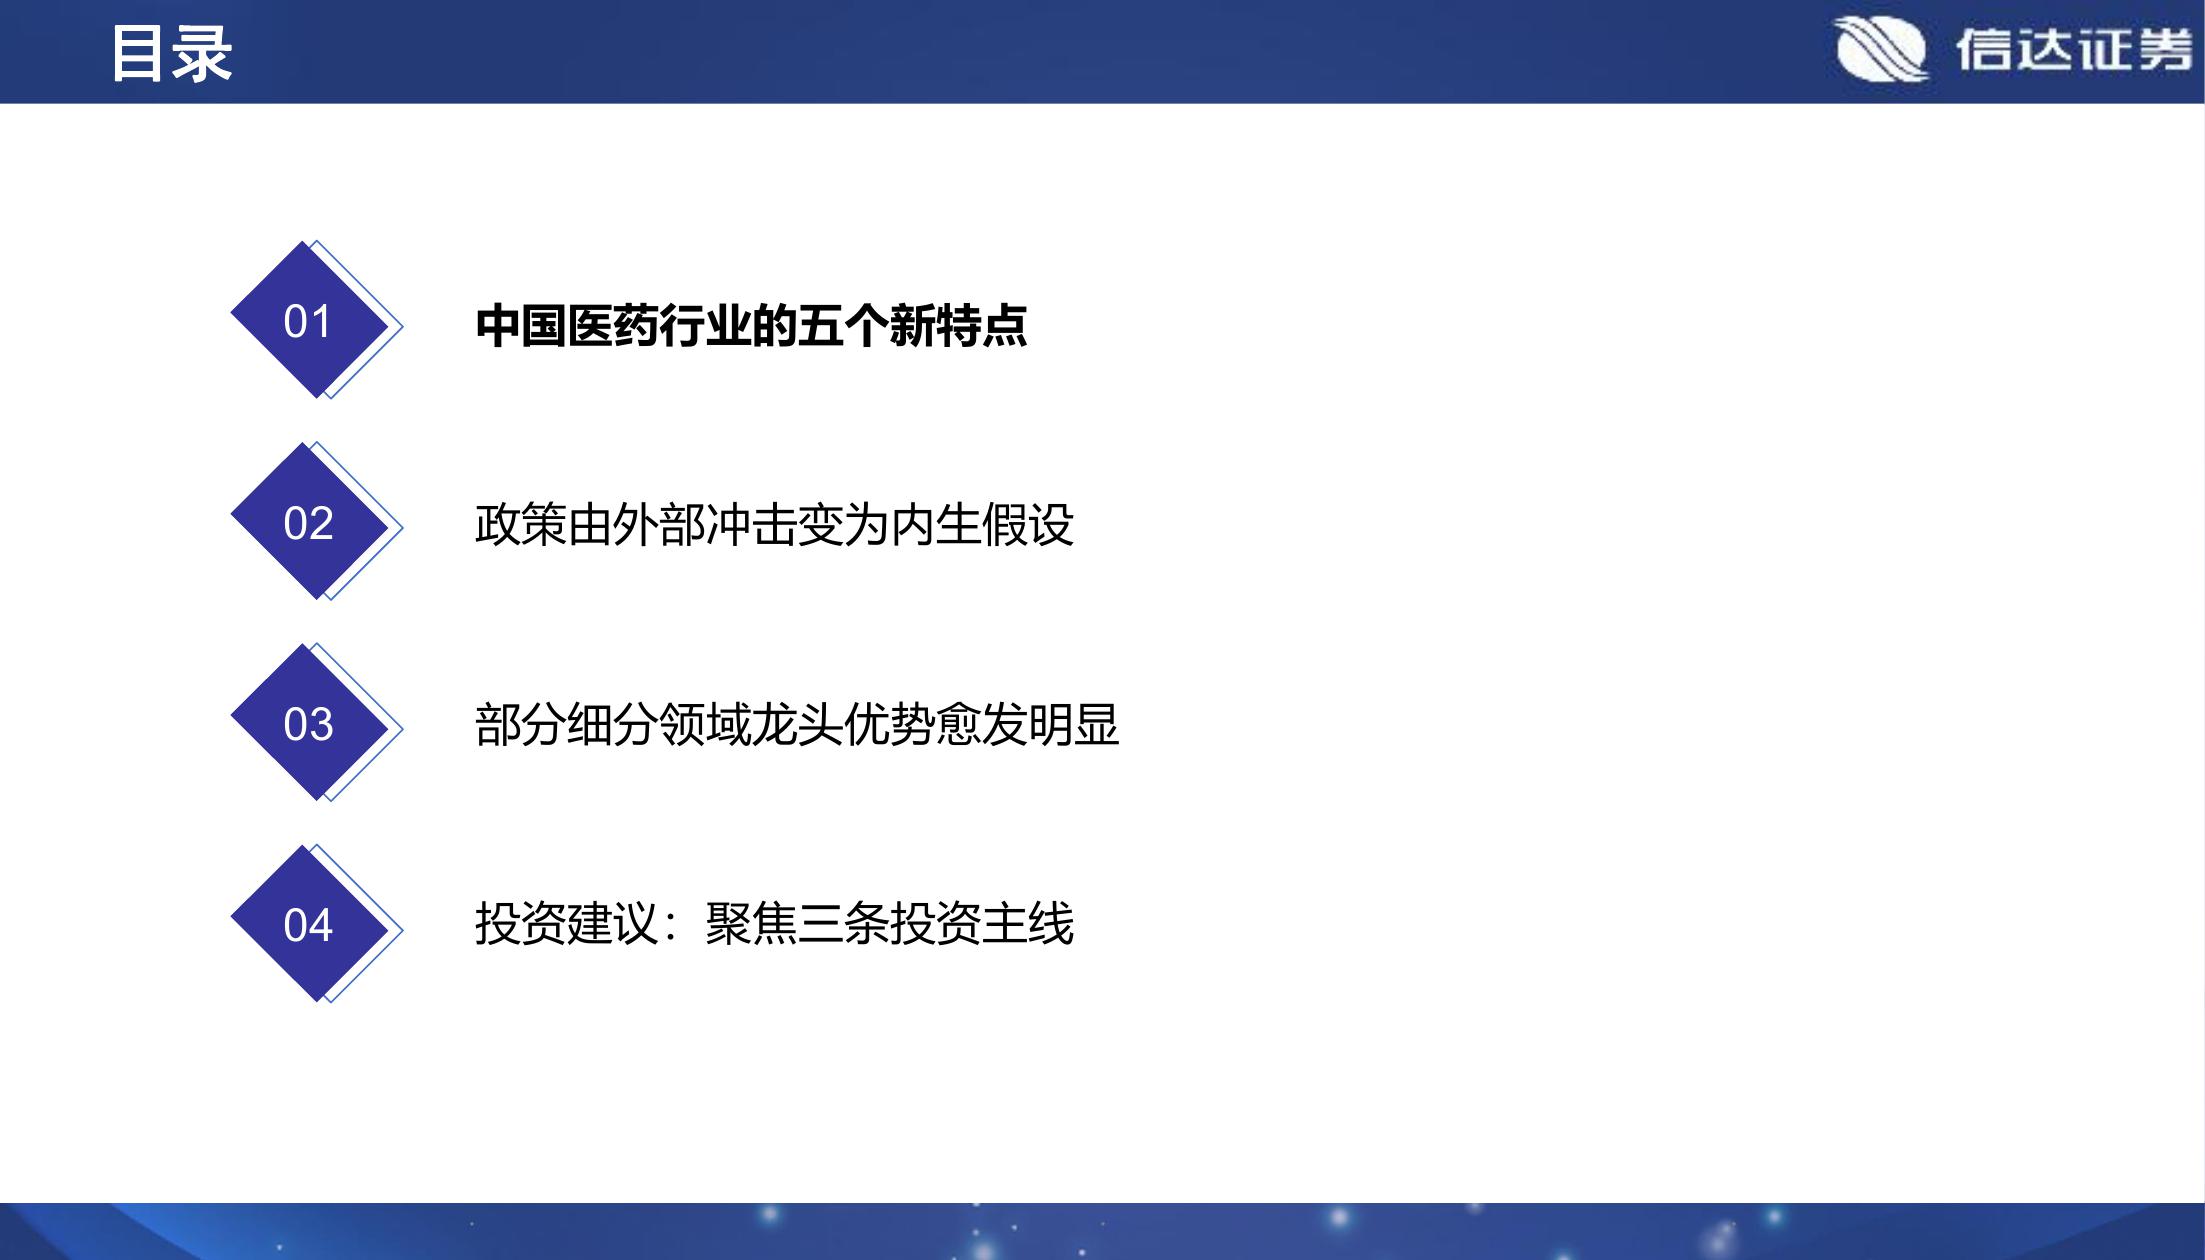 目录
信达证券
01
中国医药行业的五个新特点
02
政策由外部冲击变为内生假设
03
部分细分领域龙头优势愈发明显
04
投资建议：聚焦三条投资主线